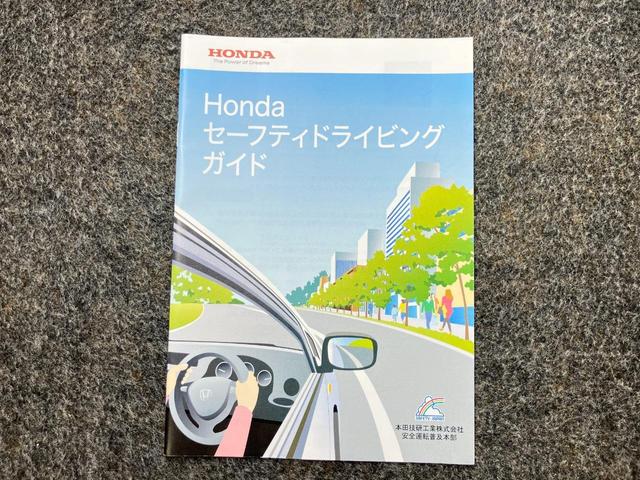 HONDA
The Power of Dreams
Honda
セーフティドライビング
ガイド
SAFETY JAPAN
本田技研工業株式会社
安全運転普及本部